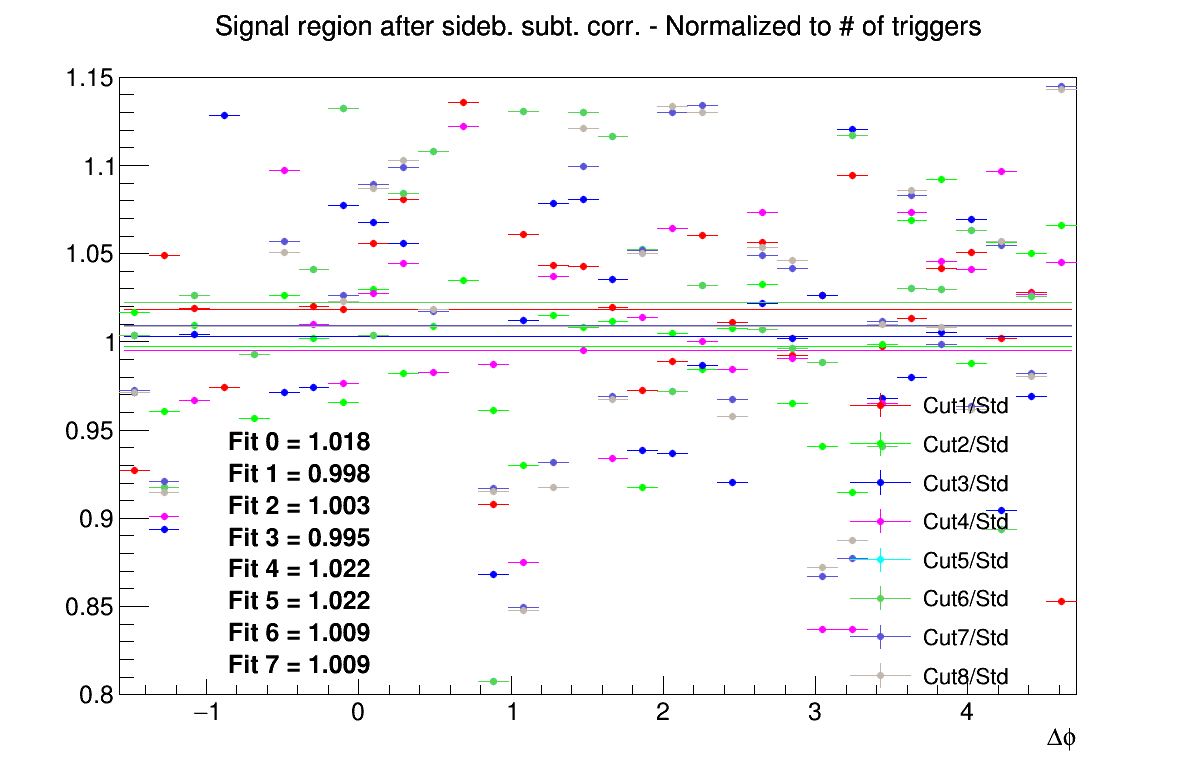 Signal region after sideb. subt. corr. - Normalized to # of triggers
1.15
1.1
1.05
1
0.95
0.9
0.85
0.8
Fit 0 = 1.018
Fit 1 = 0.998
Fit 2 = 1.003
Fit 3 = 0.995
Fit 4 = 1.022
Fit 5 = 1.022
Fit 6 = 1.009
Fit 7 = 1.009
Cut1/Std
Cut2/Std
Cut3/Std
Cut4/Std
Cut5/Std
Cut6/Std
Cut7/Std
Cut8/Std
−1 0 1 2 3 4
Δϕ